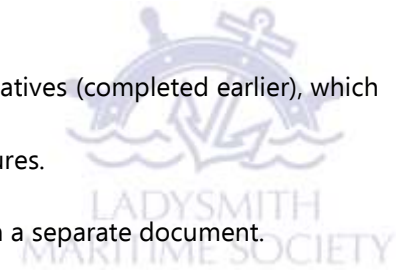 atives (completed earlier), which
ures.
LADYSMITH
a separate document.
MARITIME SOCIETY